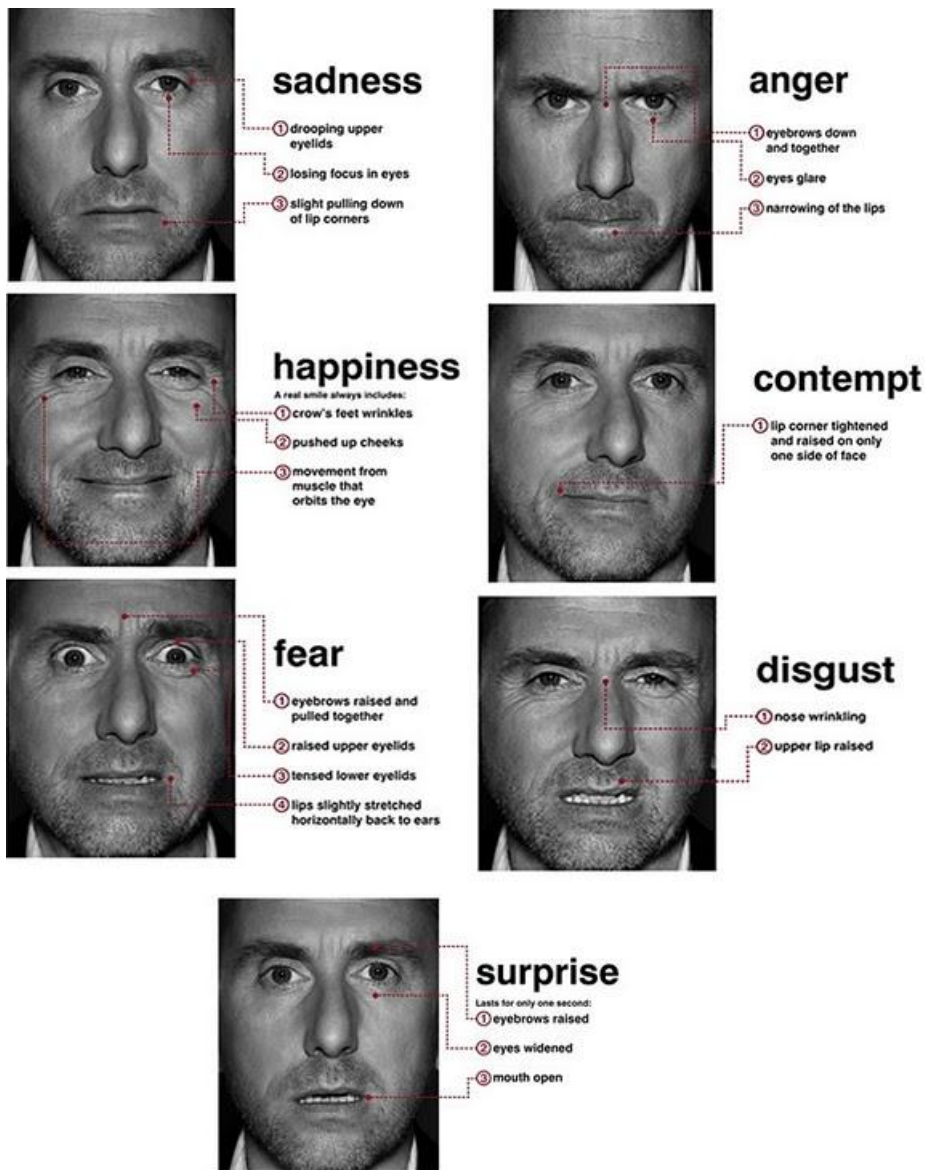 sadness
1 drooping upper
eyelids
2 losing focus in eyes
3 slight pulling down
of lip corners
anger
1 eyebrows down
and together
2 eyes glare
3 narrowing of the lips
happiness
A real smile always includes:
1 crow's feet wrinkles
2 pushed up cheeks
3 movement from
muscle that
orbits the eye
contempt
1 lip corner tightened
and raised on only
one side of face
fear
1 eyebrows raised and
pulled together
2 raised upper eyelids
3 tensed lower eyelids
4 lips slightly stretched
horizontally back to ears
disgust
1 nose wrinkling
2 upper lip raised
surprise
Lasts for only one second:
1 eyebrows raised
2 eyes widened
3 mouth open